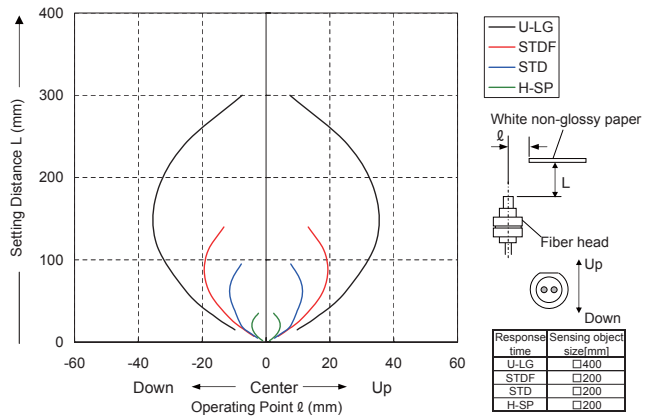 400
300
200
100
0
Setting Distance L (mm)
-60 -40 -20 0 20 40 60
Down Center Up
Operating Point ℓ (mm)
U-LG
STDF
STD
H-SP
White non-glossy paper
ℓ
L
Fiber head
Up
Down
Response time Sensing object size[mm]
U-LG □400
STDF □200
STD □200
H-SP □200